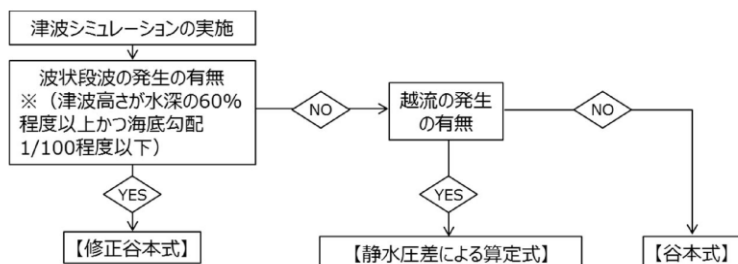 津波シミュレーションの実施
波状段波の発生の有無
※（津波高さが水深の60%
程度以上かつ海底勾配
1/100程度以下）
NO
越流の発生
の有無
NO
YES
YES
【修正谷本式】
【静水圧差による算定式】
【谷本式】